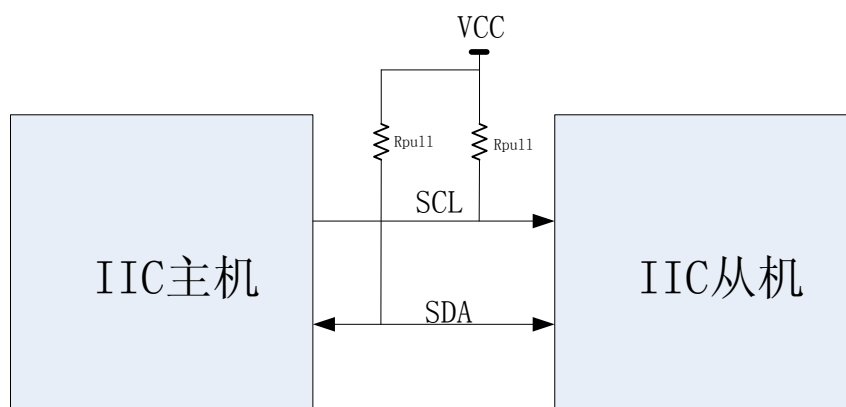 VCC
Rpull
Rpull
SCL
IIC主机
IIC从机
SDA